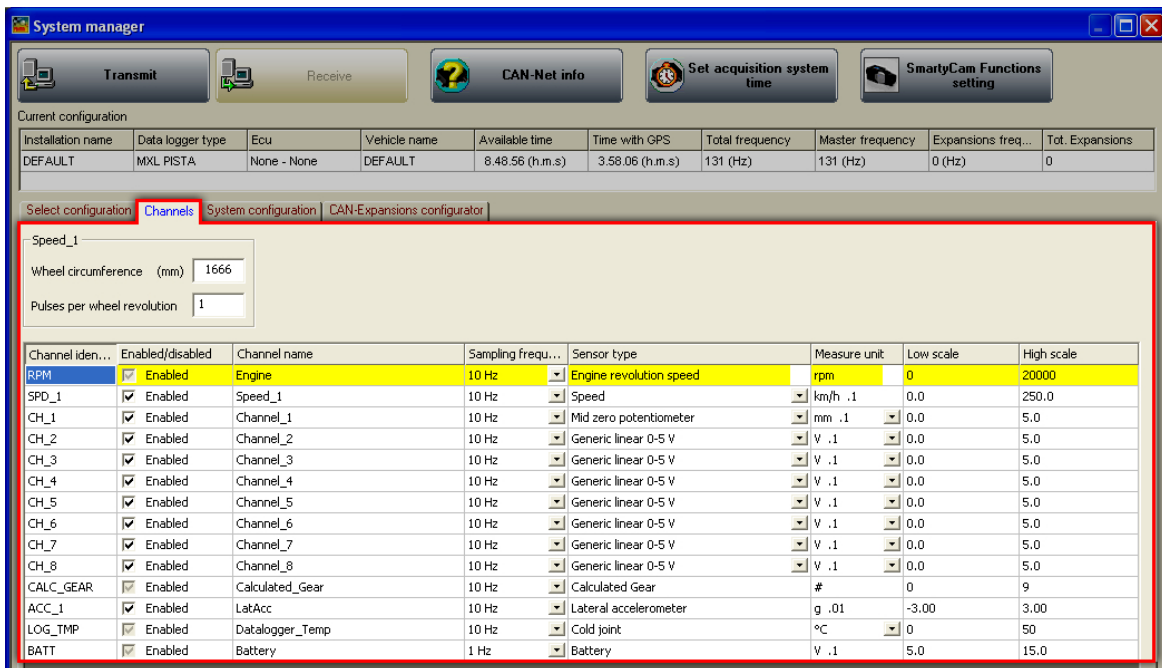 System manager
Transmit
Receive
CAN-Net info
Set acquisition system time
SmartyCam Functions setting
Current configuration
Installation name Data logger type Ecu Vehicle name Available time Time with GPS Total frequency Master frequency Expansions freq... Tot. Expansions
DEFAULT MXL PISTA None - None DEFAULT 8.48.56 (h.m.s) 3.58.06 (h.m.s) 131 (Hz) 131 (Hz) 0 (Hz) 0
Select configuration Channels System configuration CAN-Expansions configurator
Speed_1
Wheel circumference (mm) 1666
Pulses per wheel revolution 1
Channel iden... Enabled/disabled Channel name Sampling frequ... Sensor type Measure unit Low scale High scale
RPM Enabled Engine 10 Hz Engine revolution speed rpm 0 20000
SPD_1 Enabled Speed_1 10 Hz Speed km/h .1 0.0 250.0
CH_1 Enabled Channel_1 10 Hz Mid zero potentiometer mm .1 0.0 5.0
CH_2 Enabled Channel_2 10 Hz Generic linear 0-5 V V .1 0.0 5.0
CH_3 Enabled Channel_3 10 Hz Generic linear 0-5 V V .1 0.0 5.0
CH_4 Enabled Channel_4 10 Hz Generic linear 0-5 V V .1 0.0 5.0
CH_5 Enabled Channel_5 10 Hz Generic linear 0-5 V V .1 0.0 5.0
CH_6 Enabled Channel_6 10 Hz Generic linear 0-5 V V .1 0.0 5.0
CH_7 Enabled Channel_7 10 Hz Generic linear 0-5 V V .1 0.0 5.0
CH_8 Enabled Channel_8 10 Hz Generic linear 0-5 V V .1 0.0 5.0
CALC_GEAR Enabled Calculated_Gear 10 Hz Calculated Gear # 0 9
ACC_1 Enabled LatAcc 10 Hz Lateral accelerometer g .01 -3.00 3.00
LOG_TMP Enabled Datalogger_Temp 10 Hz Cold joint °C 0 50
BATT Enabled Battery 1 Hz Battery V .1 5.0 15.0